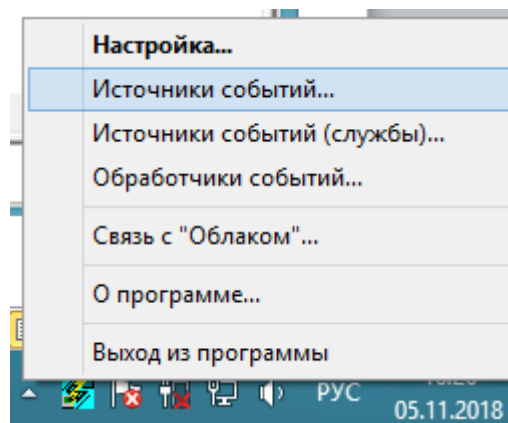 Настройка...
Источники событий...
Источники событий (службы)...
Обработчики событий...
Связь с "Облаком"...
О программе...
Выход из программы
РУС
05.11.2018